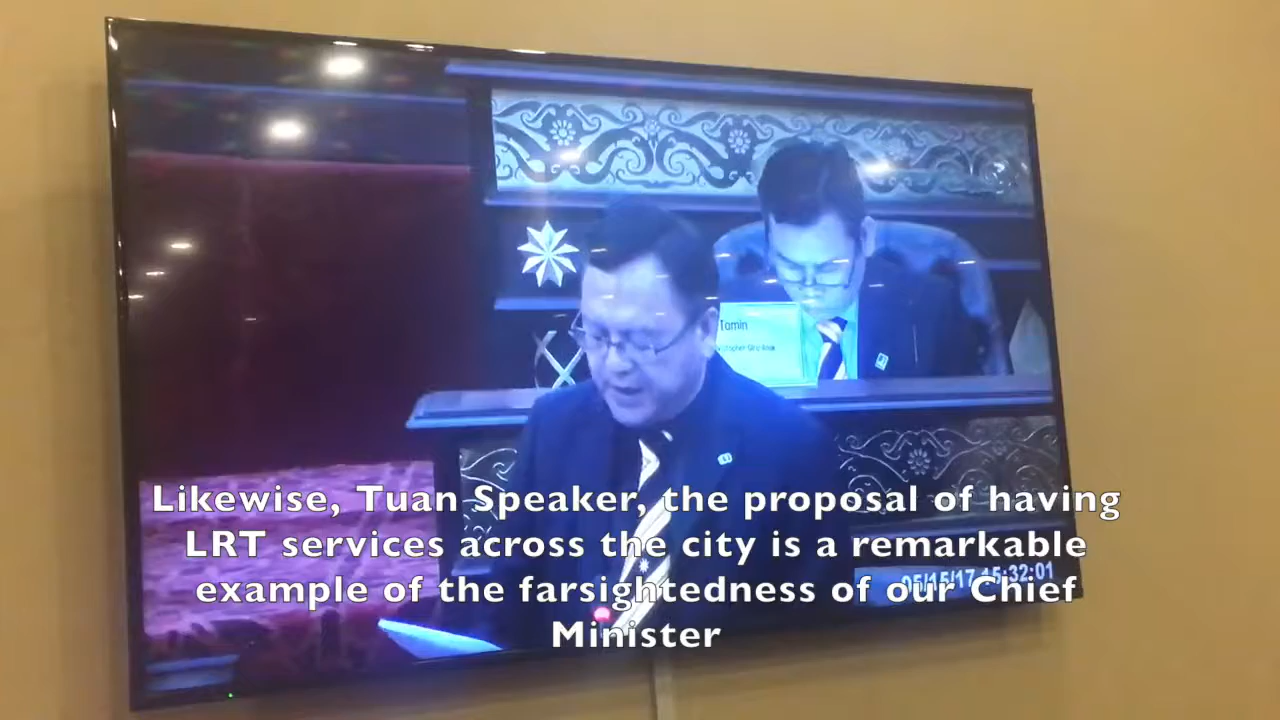 Tamin
Likewise, Tuan Speaker, the proposal of having
LRT services across the city is a remarkable
example of the farsightedness of our Chief
Minister
05/15/17 15:32:01